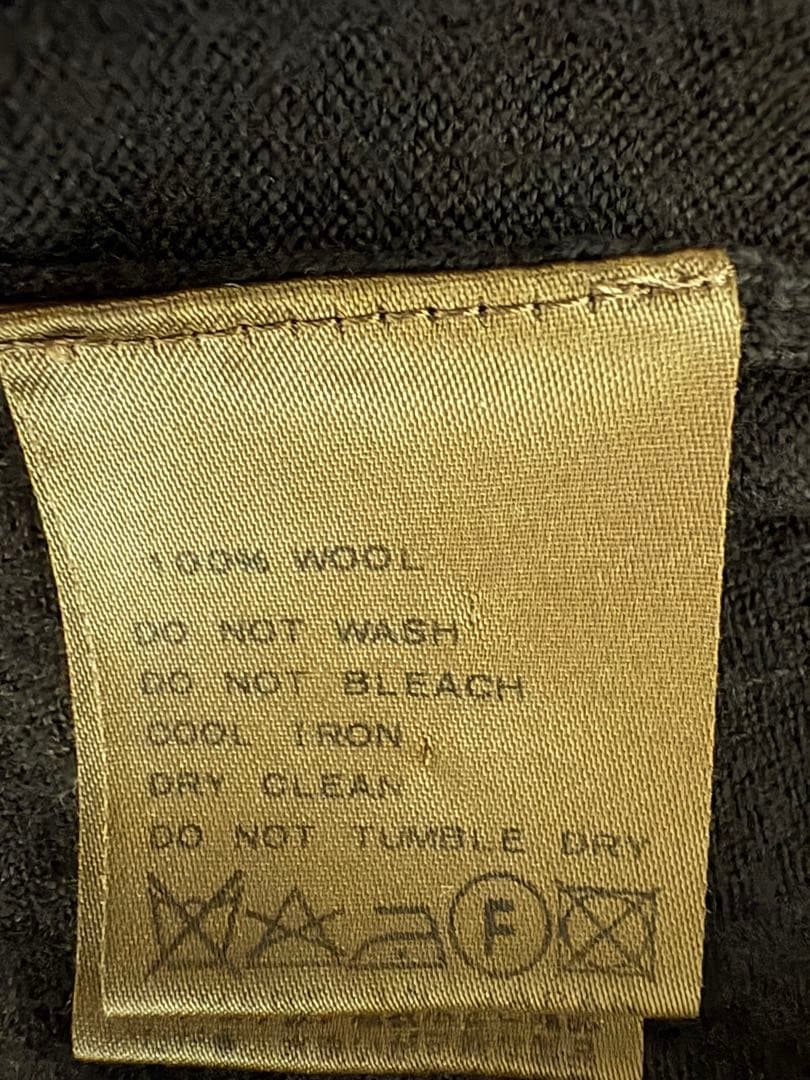 100% WOOL
DO NOT WASH
DO NOT BLEACH
COOL IRON
DRY CLEAN
DO NOT TUMBLE DRY
F